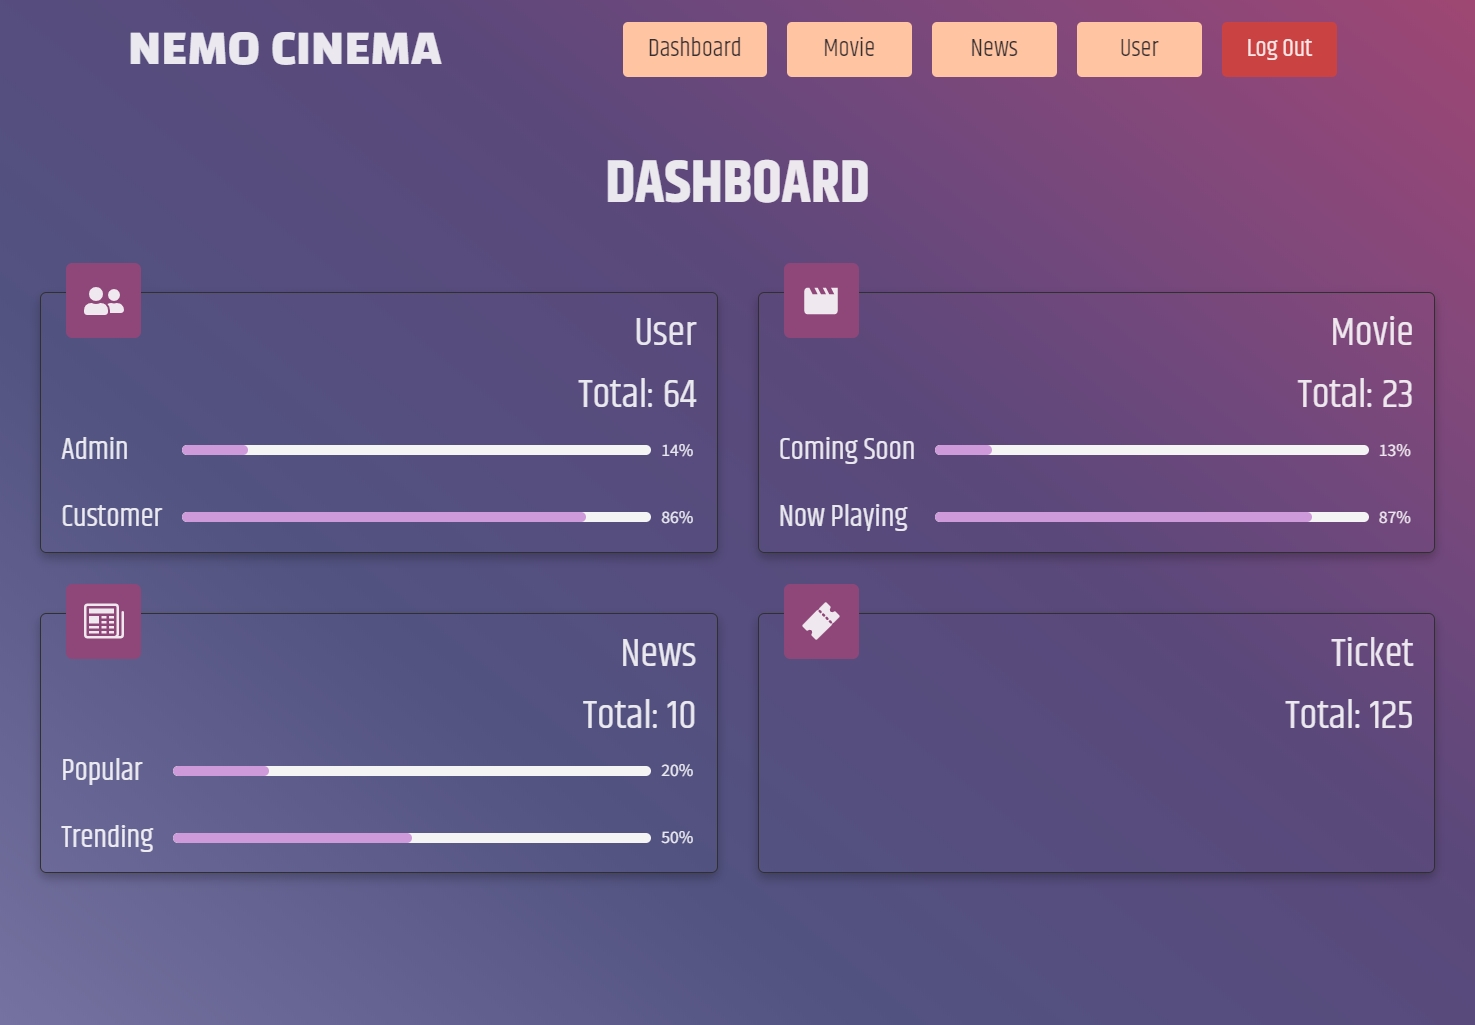 NEMO CINEMA
Dashboard
Movie
News
User
Log Out
DASHBOARD
User
Total: 64
Admin
14%
Customer
86%
Movie
Total: 23
Coming Soon
13%
Now Playing
87%
News
Total: 10
Popular
20%
Trending
50%
Ticket
Total: 125